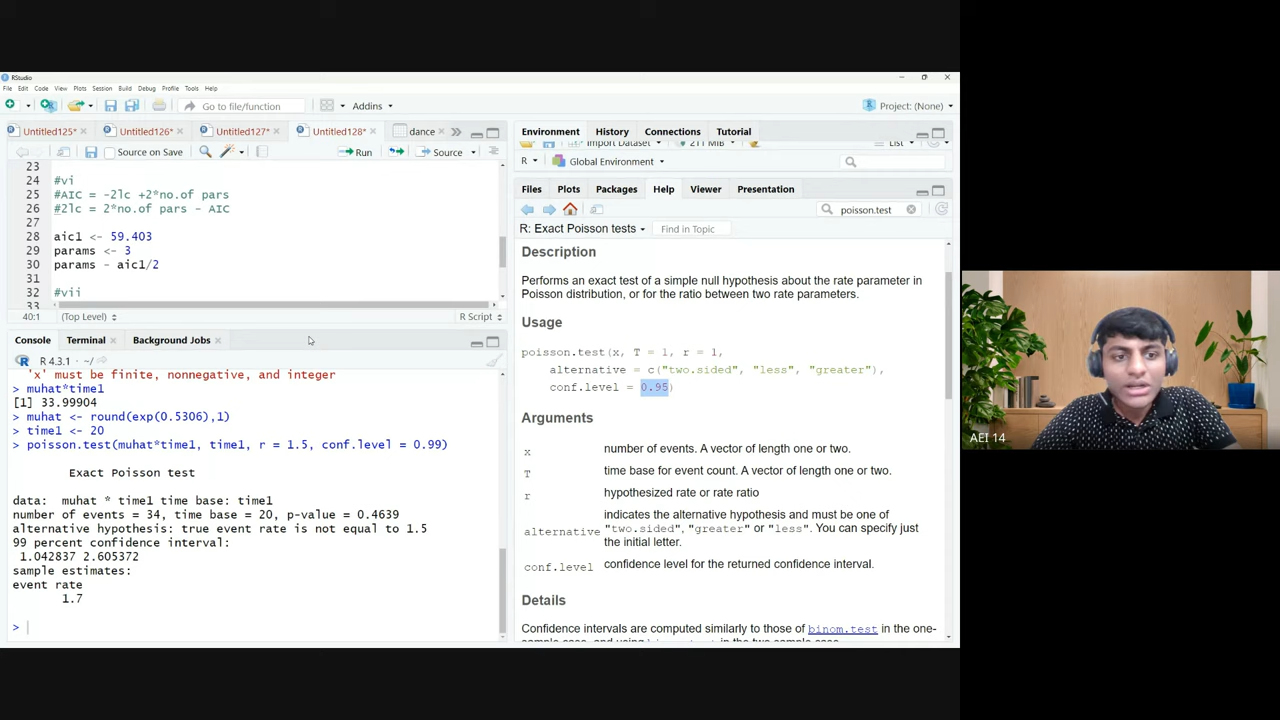 RStudio
File Edit Code View Plots Session Build Debug Profile Tools Help
Go to file/function
Addins
Project: (None)
Untitled125* Untitled126* Untitled127* Untitled128* dance
Source on Save Run Source
23
24 #vi
25 #AIC = -2lc +2*no.of pars
26 #2lc = 2*no.of pars - AIC
27
28 aic1 <- 59.403
29 params <- 3
30 params - aic1/2
31
32 #vii
33
40:1 (Top Level) R Script
Console Terminal Background Jobs
R 4.3.1 · ~/
'x' must be finite, nonnegative, and integer
> muhat*time1
[1] 33.99904
> muhat <- round(exp(0.5306),1)
> time1 <- 20
> poisson.test(muhat*time1, time1, r = 1.5, conf.level = 0.99)
Exact Poisson test
data: muhat * time1 time base: time1
number of events = 34, time base = 20, p-value = 0.4639
alternative hypothesis: true event rate is not equal to 1.5
99 percent confidence interval:
1.042837 2.605372
sample estimates:
event rate
1.7
>
Environment History Connections Tutorial
Import Dataset 211 MiB List
R Global Environment
Files Plots Packages Help Viewer Presentation
poisson.test
R: Exact Poisson tests Find in Topic
Description
Performs an exact test of a simple null hypothesis about the rate parameter in
Poisson distribution, or for the ratio between two rate parameters.
Usage
poisson.test(x, T = 1, r = 1,
alternative = c("two.sided", "less", "greater"),
conf.level = 0.95)
Arguments
x number of events. A vector of length one or two.
T time base for event count. A vector of length one or two.
r hypothesized rate or rate ratio
alternative indicates the alternative hypothesis and must be one of
"two.sided", "greater" or "less". You can specify just
the initial letter.
conf.level confidence level for the returned confidence interval.
Details
Confidence intervals are computed similarly to those of binom.test in the one-
sample case, and using binom.test in the two sample case.
AEI 14